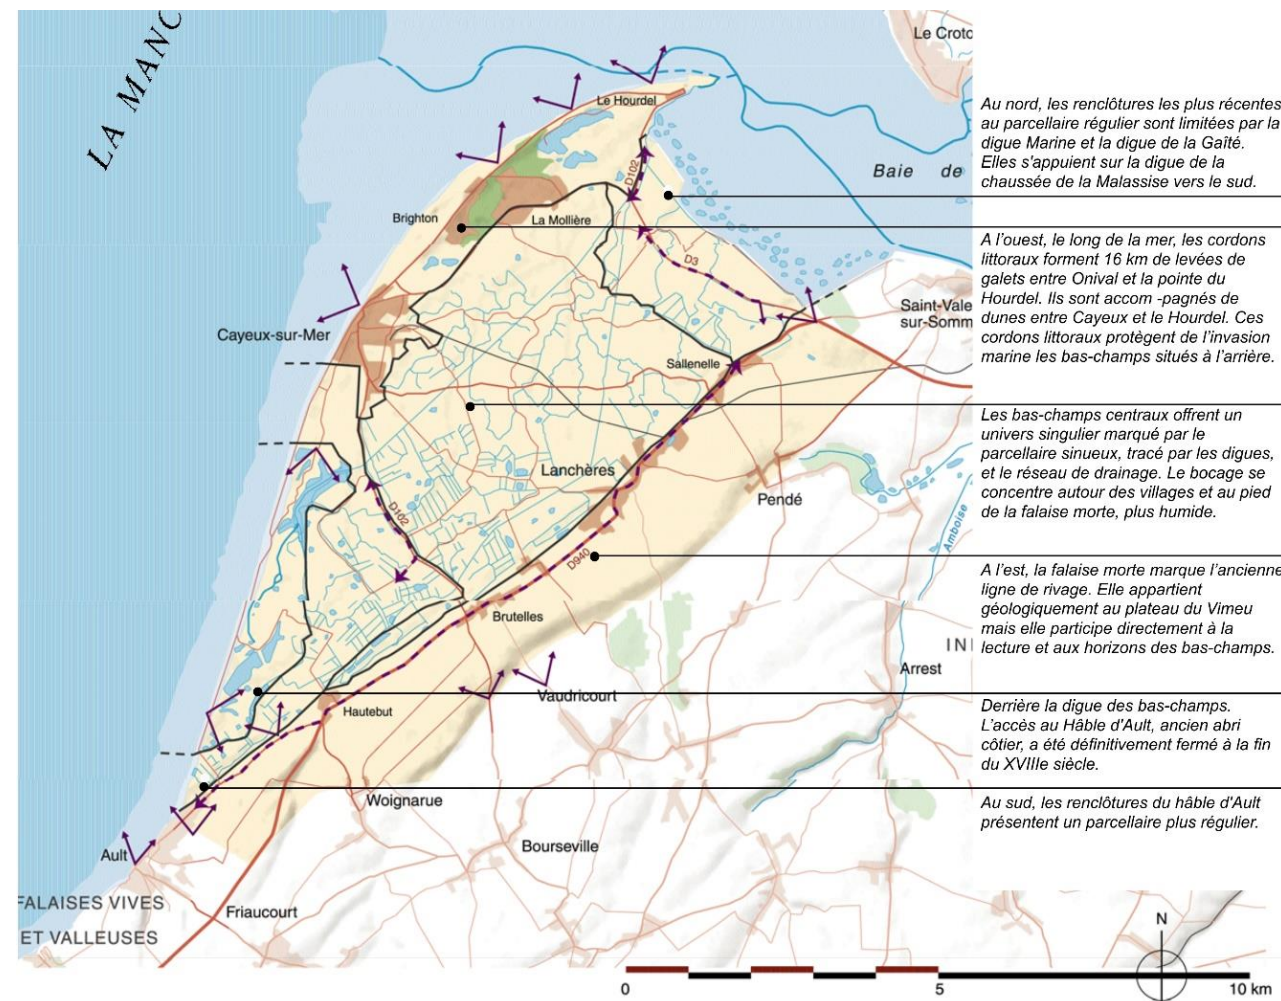 LA MANC
Le Croto
Le Hourdel
Baie de
D102
Brighton
La Mollière
D3
Saint-Vale
sur-Somm
Cayeux-sur-Mer
Sallenelle
Lanchères
Pendé
D102
D940
Amboise
Brutelles
INI
Arrest
Vaudricourt
Hautebut
Woignarue
Bourseville
Ault
Friaucourt
FALAISES VIVES
ET VALLEUSES
Au nord, les renclôtures les plus récentes
au parcellaire régulier sont limitées par la
digue Marine et la digue de la Gaîté.
Elles s'appuient sur la digue de la
chaussée de la Malassise vers le sud.
A l'ouest, le long de la mer, les cordons
littoraux forment 16 km de levées de
galets entre Onival et la pointe du
Hourdel. Ils sont accom -pagnés de
dunes entre Cayeux et le Hourdel. Ces
cordons littoraux protègent de l'invasion
marine les bas-champs situés à l'arrière.
Les bas-champs centraux offrent un
univers singulier marqué par le
parcellaire sinueux, tracé par les digues,
et le réseau de drainage. Le bocage se
concentre autour des villages et au pied
de la falaise morte, plus humide.
A l'est, la falaise morte marque l'ancienne
ligne de rivage. Elle appartient
géologiquement au plateau du Vimeu
mais elle participe directement à la
lecture et aux horizons des bas-champs.
Derrière la digue des bas-champs.
L'accès au Hâble d'Ault, ancien abri
côtier, a été définitivement fermé à la fin
du XVIIIe siècle.
Au sud, les renclôtures du hâble d'Ault
présentent un parcellaire plus régulier.
N
0 5 10 km